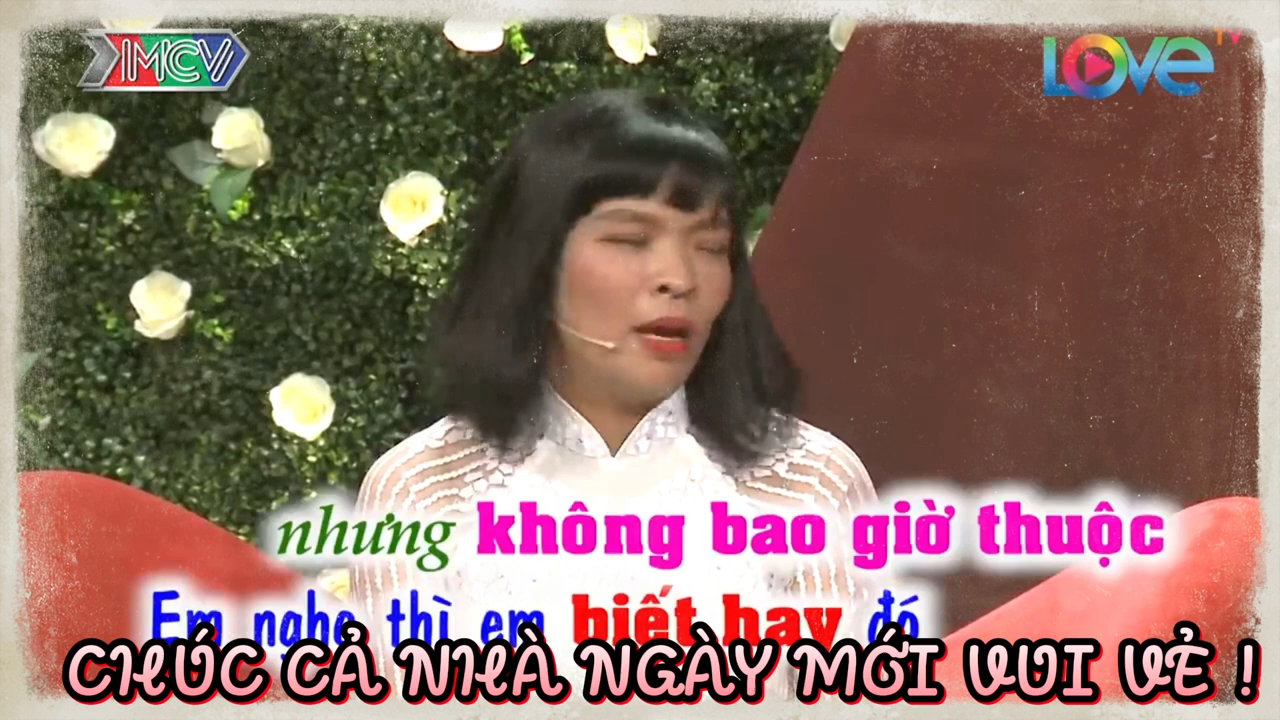 MCV
LOVE TV
nhưng không bao giờ thuộc
Em nghe thì em biết hay đó
CHÚC CẢ NHÀ NGÀY MỚI VUI VẺ !